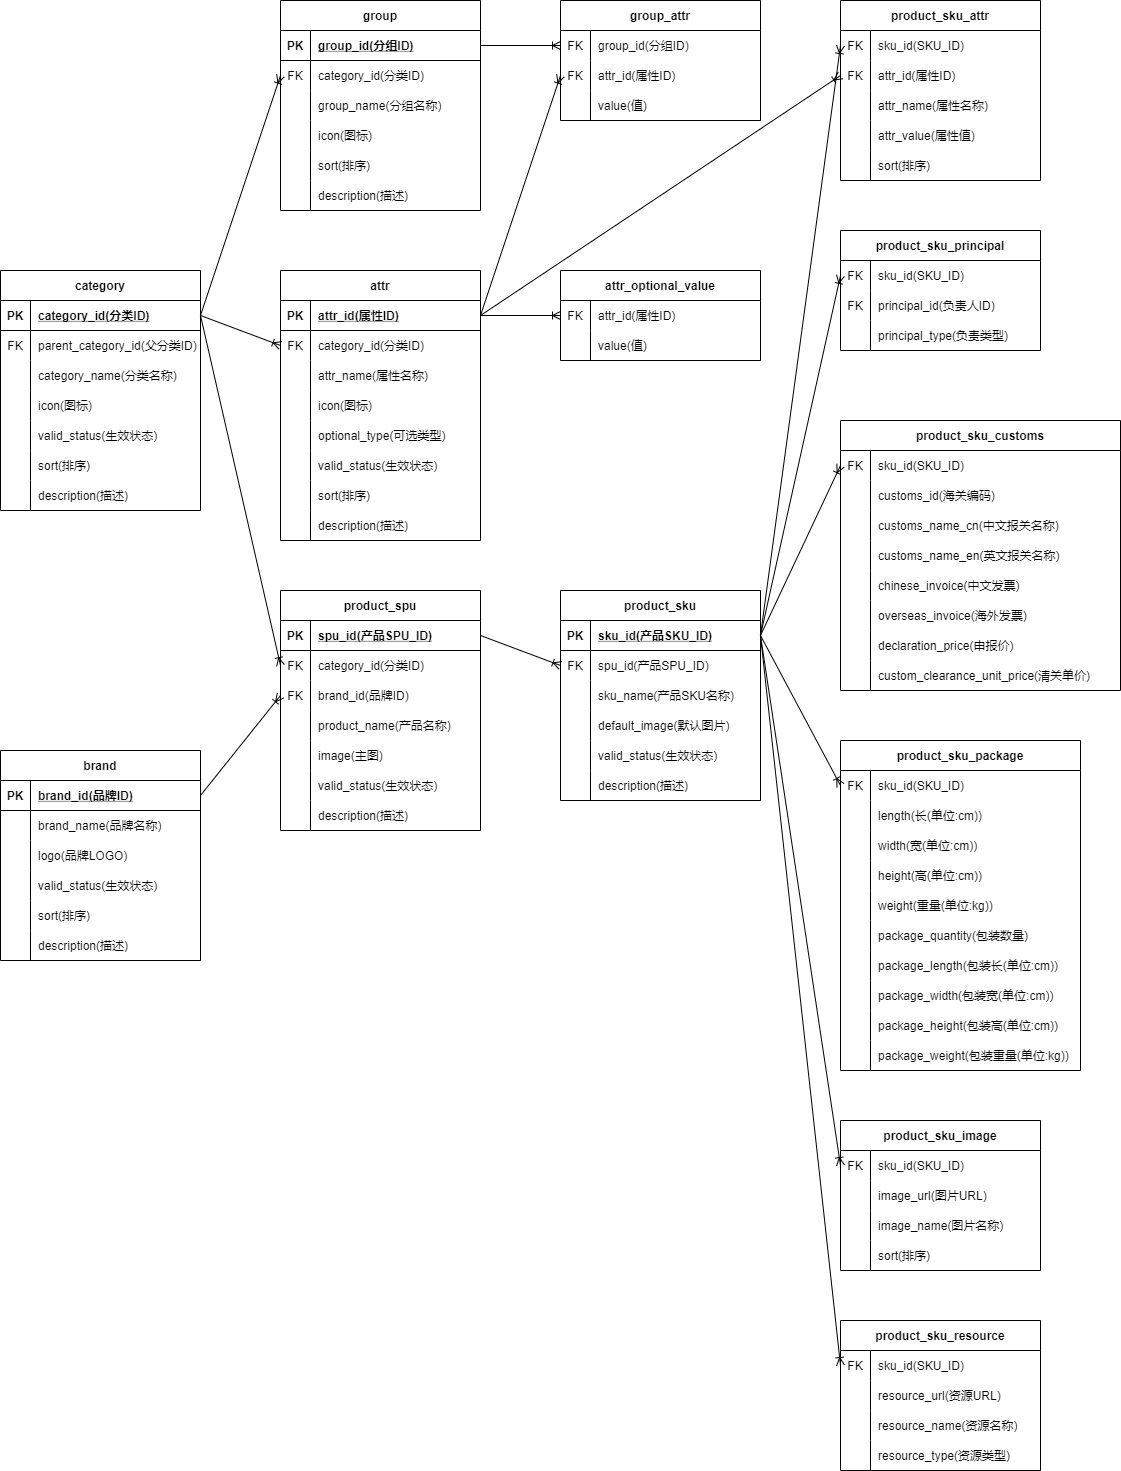 group
PK group_id(分组ID)
FK category_id(分类ID)
group_name(分组名称)
icon(图标)
sort(排序)
description(描述)
group_attr
FK group_id(分组ID)
FK attr_id(属性ID)
value(值)
product_sku_attr
FK sku_id(SKU_ID)
FK attr_id(属性ID)
attr_name(属性名称)
attr_value(属性值)
sort(排序)
product_sku_principal
FK sku_id(SKU_ID)
FK principal_id(负责人ID)
principal_type(负责类型)
category
PK category_id(分类ID)
FK parent_category_id(父分类ID)
category_name(分类名称)
icon(图标)
valid_status(生效状态)
sort(排序)
description(描述)
attr
PK attr_id(属性ID)
FK category_id(分类ID)
attr_name(属性名称)
icon(图标)
optional_type(可选类型)
valid_status(生效状态)
sort(排序)
description(描述)
attr_optional_value
FK attr_id(属性ID)
value(值)
product_sku_customs
FK sku_id(SKU_ID)
customs_id(海关编码)
customs_name_cn(中文报关名称)
customs_name_en(英文报关名称)
chinese_invoice(中文发票)
overseas_invoice(海外发票)
declaration_price(申报价)
custom_clearance_unit_price(清关单价)
product_spu
PK spu_id(产品SPU_ID)
FK category_id(分类ID)
FK brand_id(品牌ID)
product_name(产品名称)
image(主图)
valid_status(生效状态)
description(描述)
product_sku
PK sku_id(产品SKU_ID)
FK spu_id(产品SPU_ID)
sku_name(产品SKU名称)
default_image(默认图片)
valid_status(生效状态)
description(描述)
brand
PK brand_id(品牌ID)
brand_name(品牌名称)
logo(品牌LOGO)
valid_status(生效状态)
sort(排序)
description(描述)
product_sku_package
FK sku_id(SKU_ID)
length(长(单位:cm))
width(宽(单位:cm))
height(高(单位:cm))
weight(重量(单位:kg))
package_quantity(包装数量)
package_length(包装长(单位:cm))
package_width(包装宽(单位:cm))
package_height(包装高(单位:cm))
package_weight(包装重量(单位:kg))
product_sku_image
FK sku_id(SKU_ID)
image_url(图片URL)
image_name(图片名称)
sort(排序)
product_sku_resource
FK sku_id(SKU_ID)
resource_url(资源URL)
resource_name(资源名称)
resource_type(资源类型)